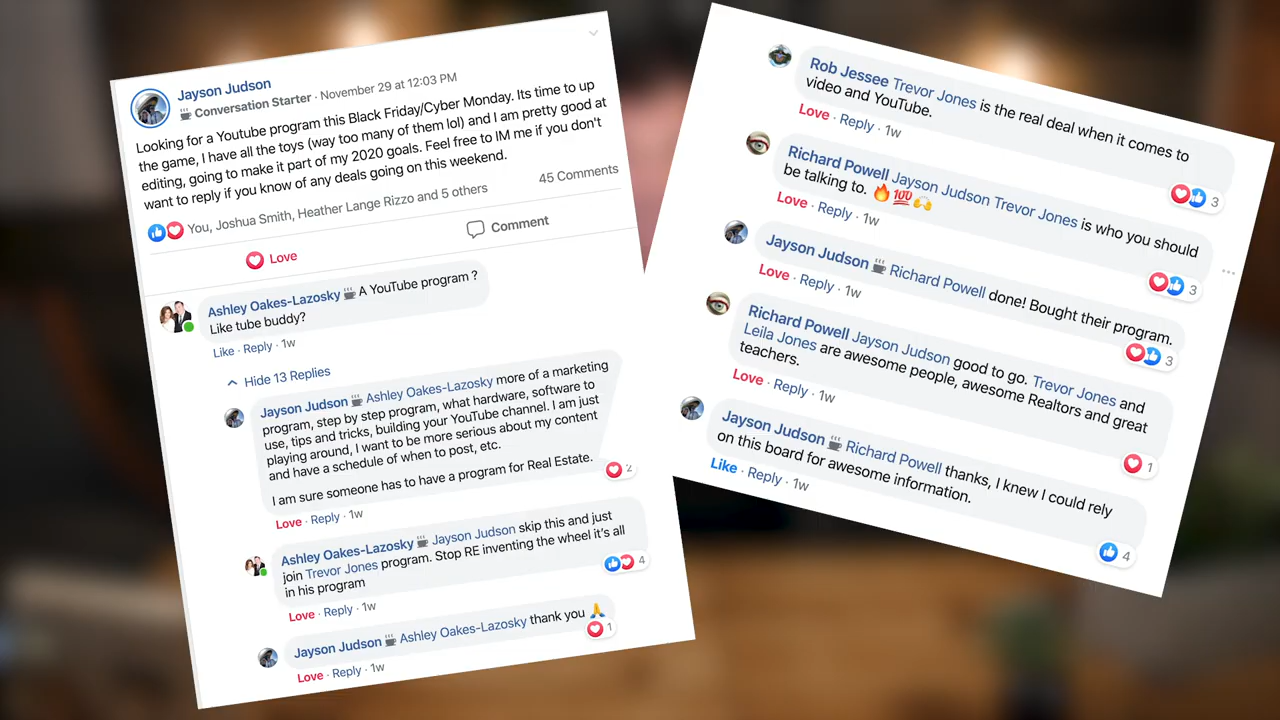 Jayson Judson
Conversation Starter · November 29 at 12:03 PM
Looking for a Youtube program this Black Friday/Cyber Monday. Its time to up
the game, I have all the toys (way too many of them lol) and I am pretty good at
editing, going to make it part of my 2020 goals. Feel free to IM me if you don't
want to reply if you know of any deals going on this weekend.
You, Joshua Smith, Heather Lange Rizzo and 5 others
45 Comments
Love
Comment
Ashley Oakes-Lazosky A YouTube program ?
Like tube buddy?
Like · Reply · 1w
Hide 13 Replies
Jayson Judson Ashley Oakes-Lazosky more of a marketing
program, step by step program, what hardware, software to
use, tips and tricks, building your YouTube channel. I am just
playing around, I want to be more serious about my content
and have a schedule of when to post, etc.
I am sure someone has to have a program for Real Estate.
2
Love · Reply · 1w
Ashley Oakes-Lazosky Jayson Judson skip this and just
join Trevor Jones program. Stop RE inventing the wheel it's all
in his program
4
Love · Reply · 1w
Jayson Judson Ashley Oakes-Lazosky thank you 🙏
1
Love · Reply · 1w
Rob Jessee Trevor Jones is the real deal when it comes to
video and YouTube.
Love · Reply · 1w
3
Richard Powell Jayson Judson Trevor Jones is who you should
be talking to. 🔥💯🙌
Love · Reply · 1w
3
Jayson Judson Richard Powell done! Bought their program.
Love · Reply · 1w
3
Richard Powell Jayson Judson good to go. Trevor Jones and
Leila Jones are awesome people, awesome Realtors and great
teachers.
Love · Reply · 1w
1
Jayson Judson Richard Powell thanks, I knew I could rely
on this board for awesome information.
Like · Reply · 1w
4